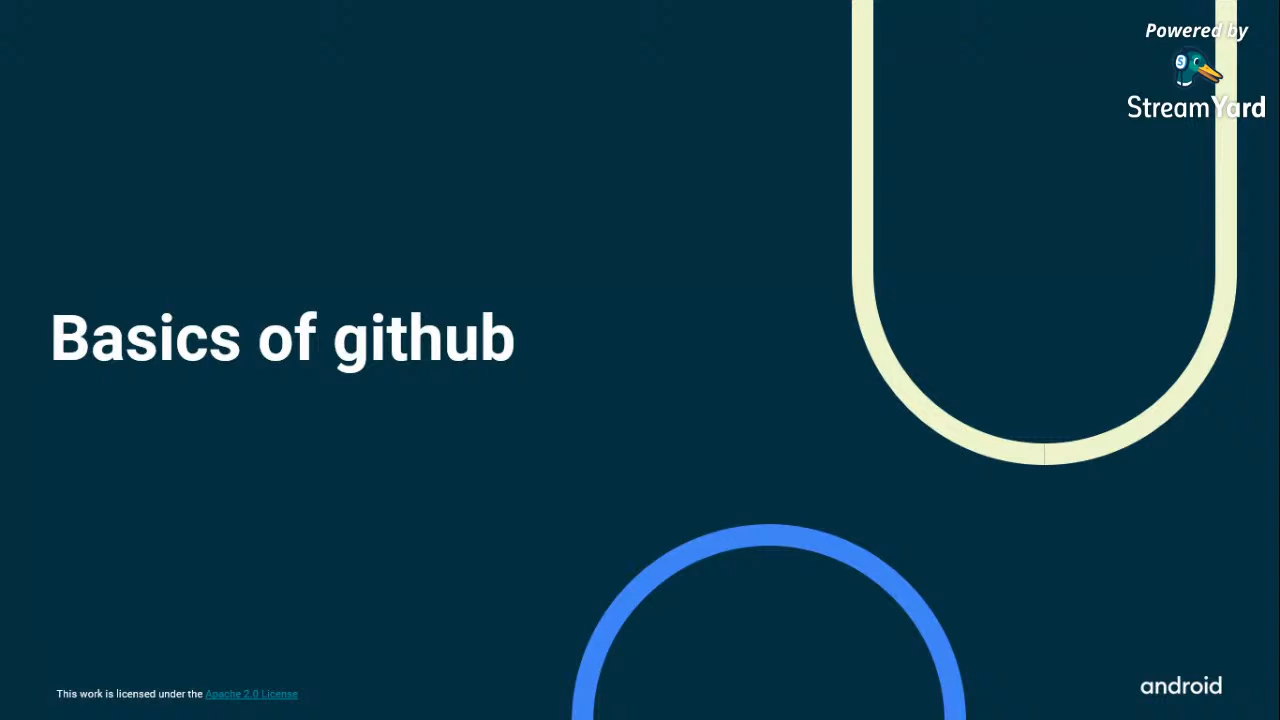 Powered by
S
StreamYard
Basics of github
This work is licensed under the Apache 2.0 License
android